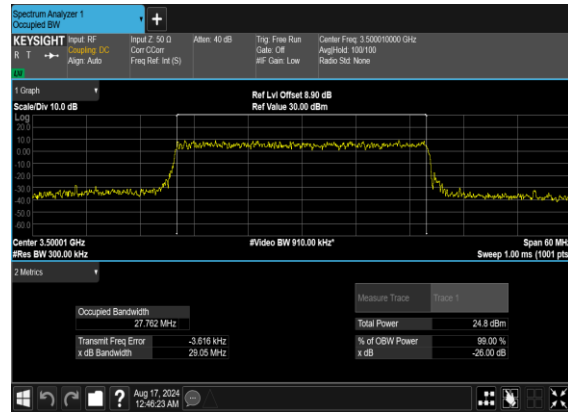 Spectrum Analyzer 1
Occupied BW
+
KEYSIGHT
R T
LXI
Input: RF
Coupling: DC
Align: Auto
Input Z: 50 Ω
Corr CCorr
Freq Ref: Int (S)
Atten: 40 dB
Trig: Free Run
Gate: Off
#IF Gain: Low
Center Freq: 3.500010000 GHz
Avg|Hold: 100/100
Radio Std: None
1 Graph
Scale/Div 10.0 dB
Ref Lvl Offset 8.90 dB
Ref Value 30.00 dBm
Log
20.0
10.0
0.00
-10.0
-20.0
-30.0
-40.0
-50.0
-60.0
Center 3.50001 GHz
#Res BW 300.00 kHz
#Video BW 910.00 kHz*
Span 60 MHz
Sweep 1.00 ms (1001 pts
2 Metrics
Measure Trace
Trace 1
Occupied Bandwidth
27.762 MHz
Total Power
24.8 dBm
Transmit Freq Error
-3.616 kHz
% of OBW Power
99.00 %
x dB Bandwidth
29.05 MHz
x dB
-26.00 dB
?
Aug 17, 2024
12:46:23 AM